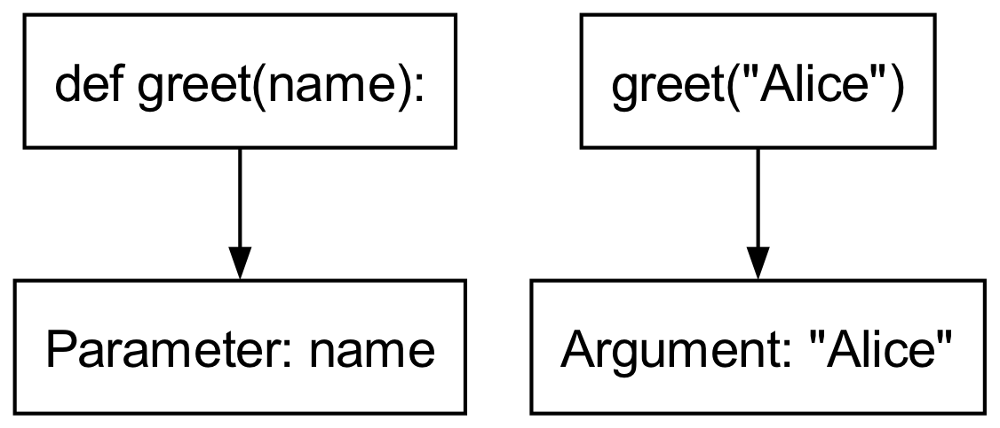 def greet(name):
greet("Alice")
Parameter: name
Argument: "Alice"